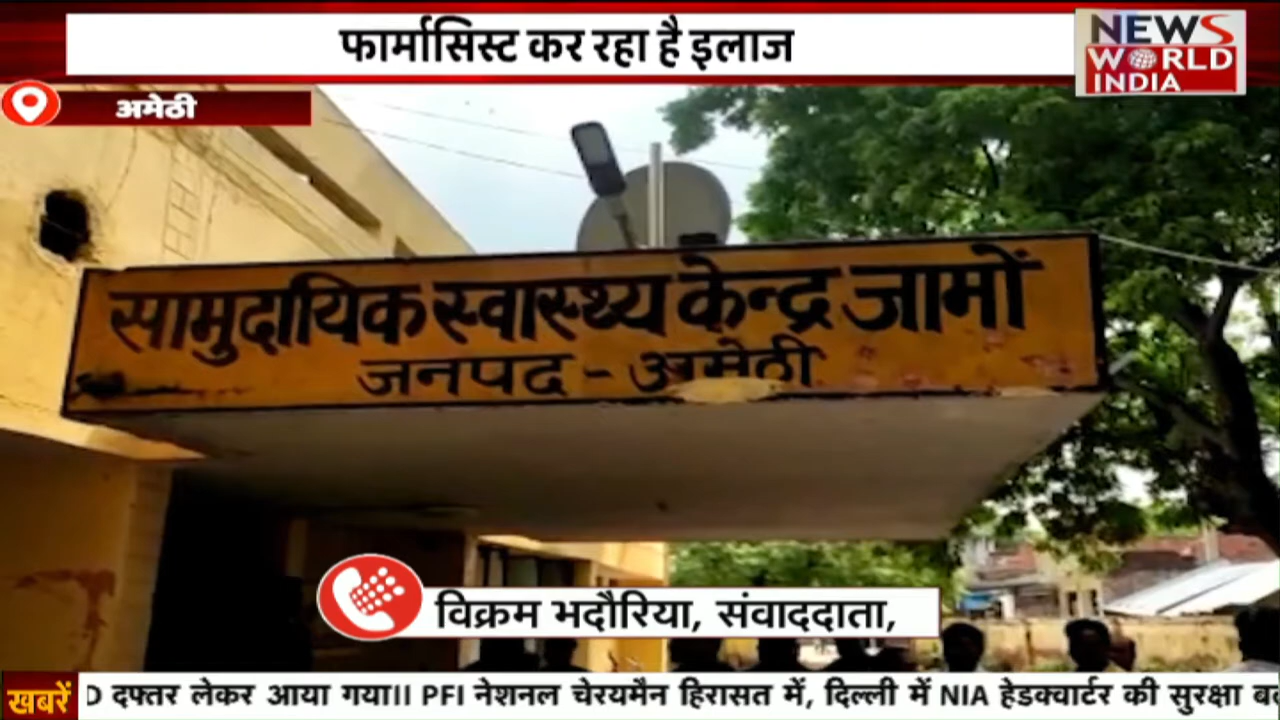 फार्मासिस्ट कर रहा है इलाज
NEWS
WORLD
INDIA
अमेठी
सामुदायिक स्वास्थ्य केन्द्र जामों
जनपद - अमेठी
विक्रम भदौरिया, संवाददाता,
खबरें
D दफ्तर लेकर आया गया।। PFI नेशनल चेरयमैन हिरासत में, दिल्ली में NIA हेडक्वार्टर की सुरक्षा